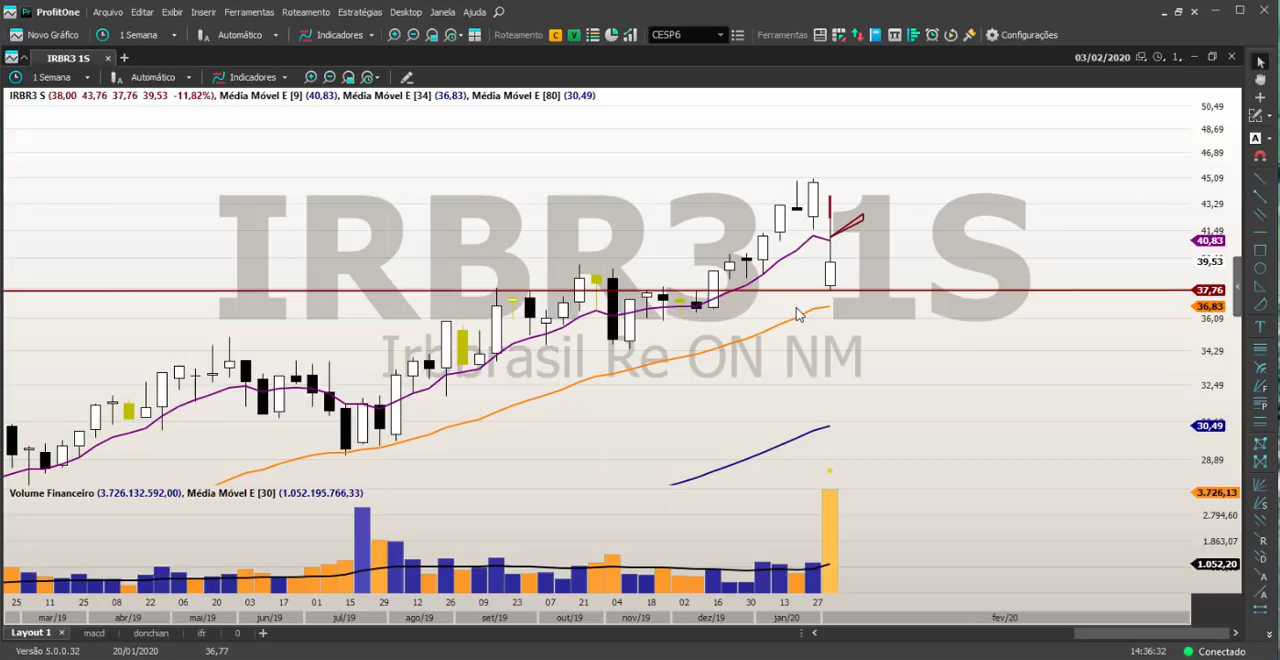 ProfitOne Arquivo Editar Exibir Inserir Ferramentas Roteamento Estratégias Desktop Janela Ajuda
Novo Gráfico 1 Semana Automático Indicadores Roteamento C V CESP6 Ferramentas Configurações
IRBR3 1S 03/02/2020
1 Semana Automático Indicadores
IRBR3 S (38,00 43,76 37,76 39,53 -11,82%), Média Móvel E [9] (40,83), Média Móvel E [34] (36,83), Média Móvel E [80] (30,49)
50,49
48,69
46,89
45,09
43,29
41,49
40,83
39,53
37,76
36,83
36,09
34,29
32,49
30,49
28,89
IRBR3 1S
Irbbrasil Re ON NM
Volume Financeiro (3.726.132.592,00), Média Móvel E [30] (1.052.195.766,33)
3.726,13
2.794,60
1.863,07
1.052,20
25 11 25 08 22 06 20 03 17 01 15 29 12 26 09 23 07 21 04 18 02 16 30 13 27
mar/19 abr/19 mai/19 jun/19 jul/19 ago/19 set/19 out/19 nov/19 dez/19 jan/20 fev/20
Layout 1 macd donchian ifr 0
Versão 5.0.0.32 20/01/2020 36,77 14:36:32 Conectado